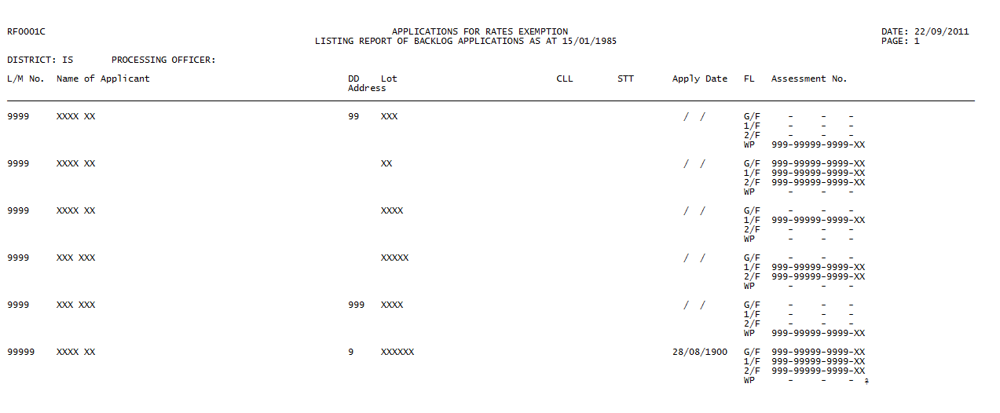 RFO001C APPLICATIONS FOR RATES EXEMPTION DATE: 22/09/2011
LISTING REPORT OF BACKLOG APPLICATIONS AS AT 15/01/1985 PAGE: 1
DISTRICT: IS PROCESSING OFFICER:
L/M No. Name of Applicant DD Lot CLL STT Apply Date FL Assessment No.
Address
9999 XXXX XX 99 XXX / / G/F - - -
1/F - - -
2/F - - -
WP 999-99999-9999-XX
9999 XXXX XX XX / / G/F 999-99999-9999-XX
1/F 999-99999-9999-XX
2/F 999-99999-9999-XX
WP - - -
9999 XXXX XX XXXX / / G/F - - -
1/F 999-99999-9999-XX
2/F - - -
WP - - -
9999 XXX XXX XXXXX / / G/F - - -
1/F 999-99999-9999-XX
2/F 999-99999-9999-XX
WP - - -
9999 XXX XXX 999 XXXX / / G/F - - -
1/F - - -
2/F - - -
WP 999-99999-9999-XX
99999 XXXX XX 9 XXXXXX 28/08/1900 G/F 999-99999-9999-XX
1/F 999-99999-9999-XX
2/F 999-99999-9999-XX
WP - - -